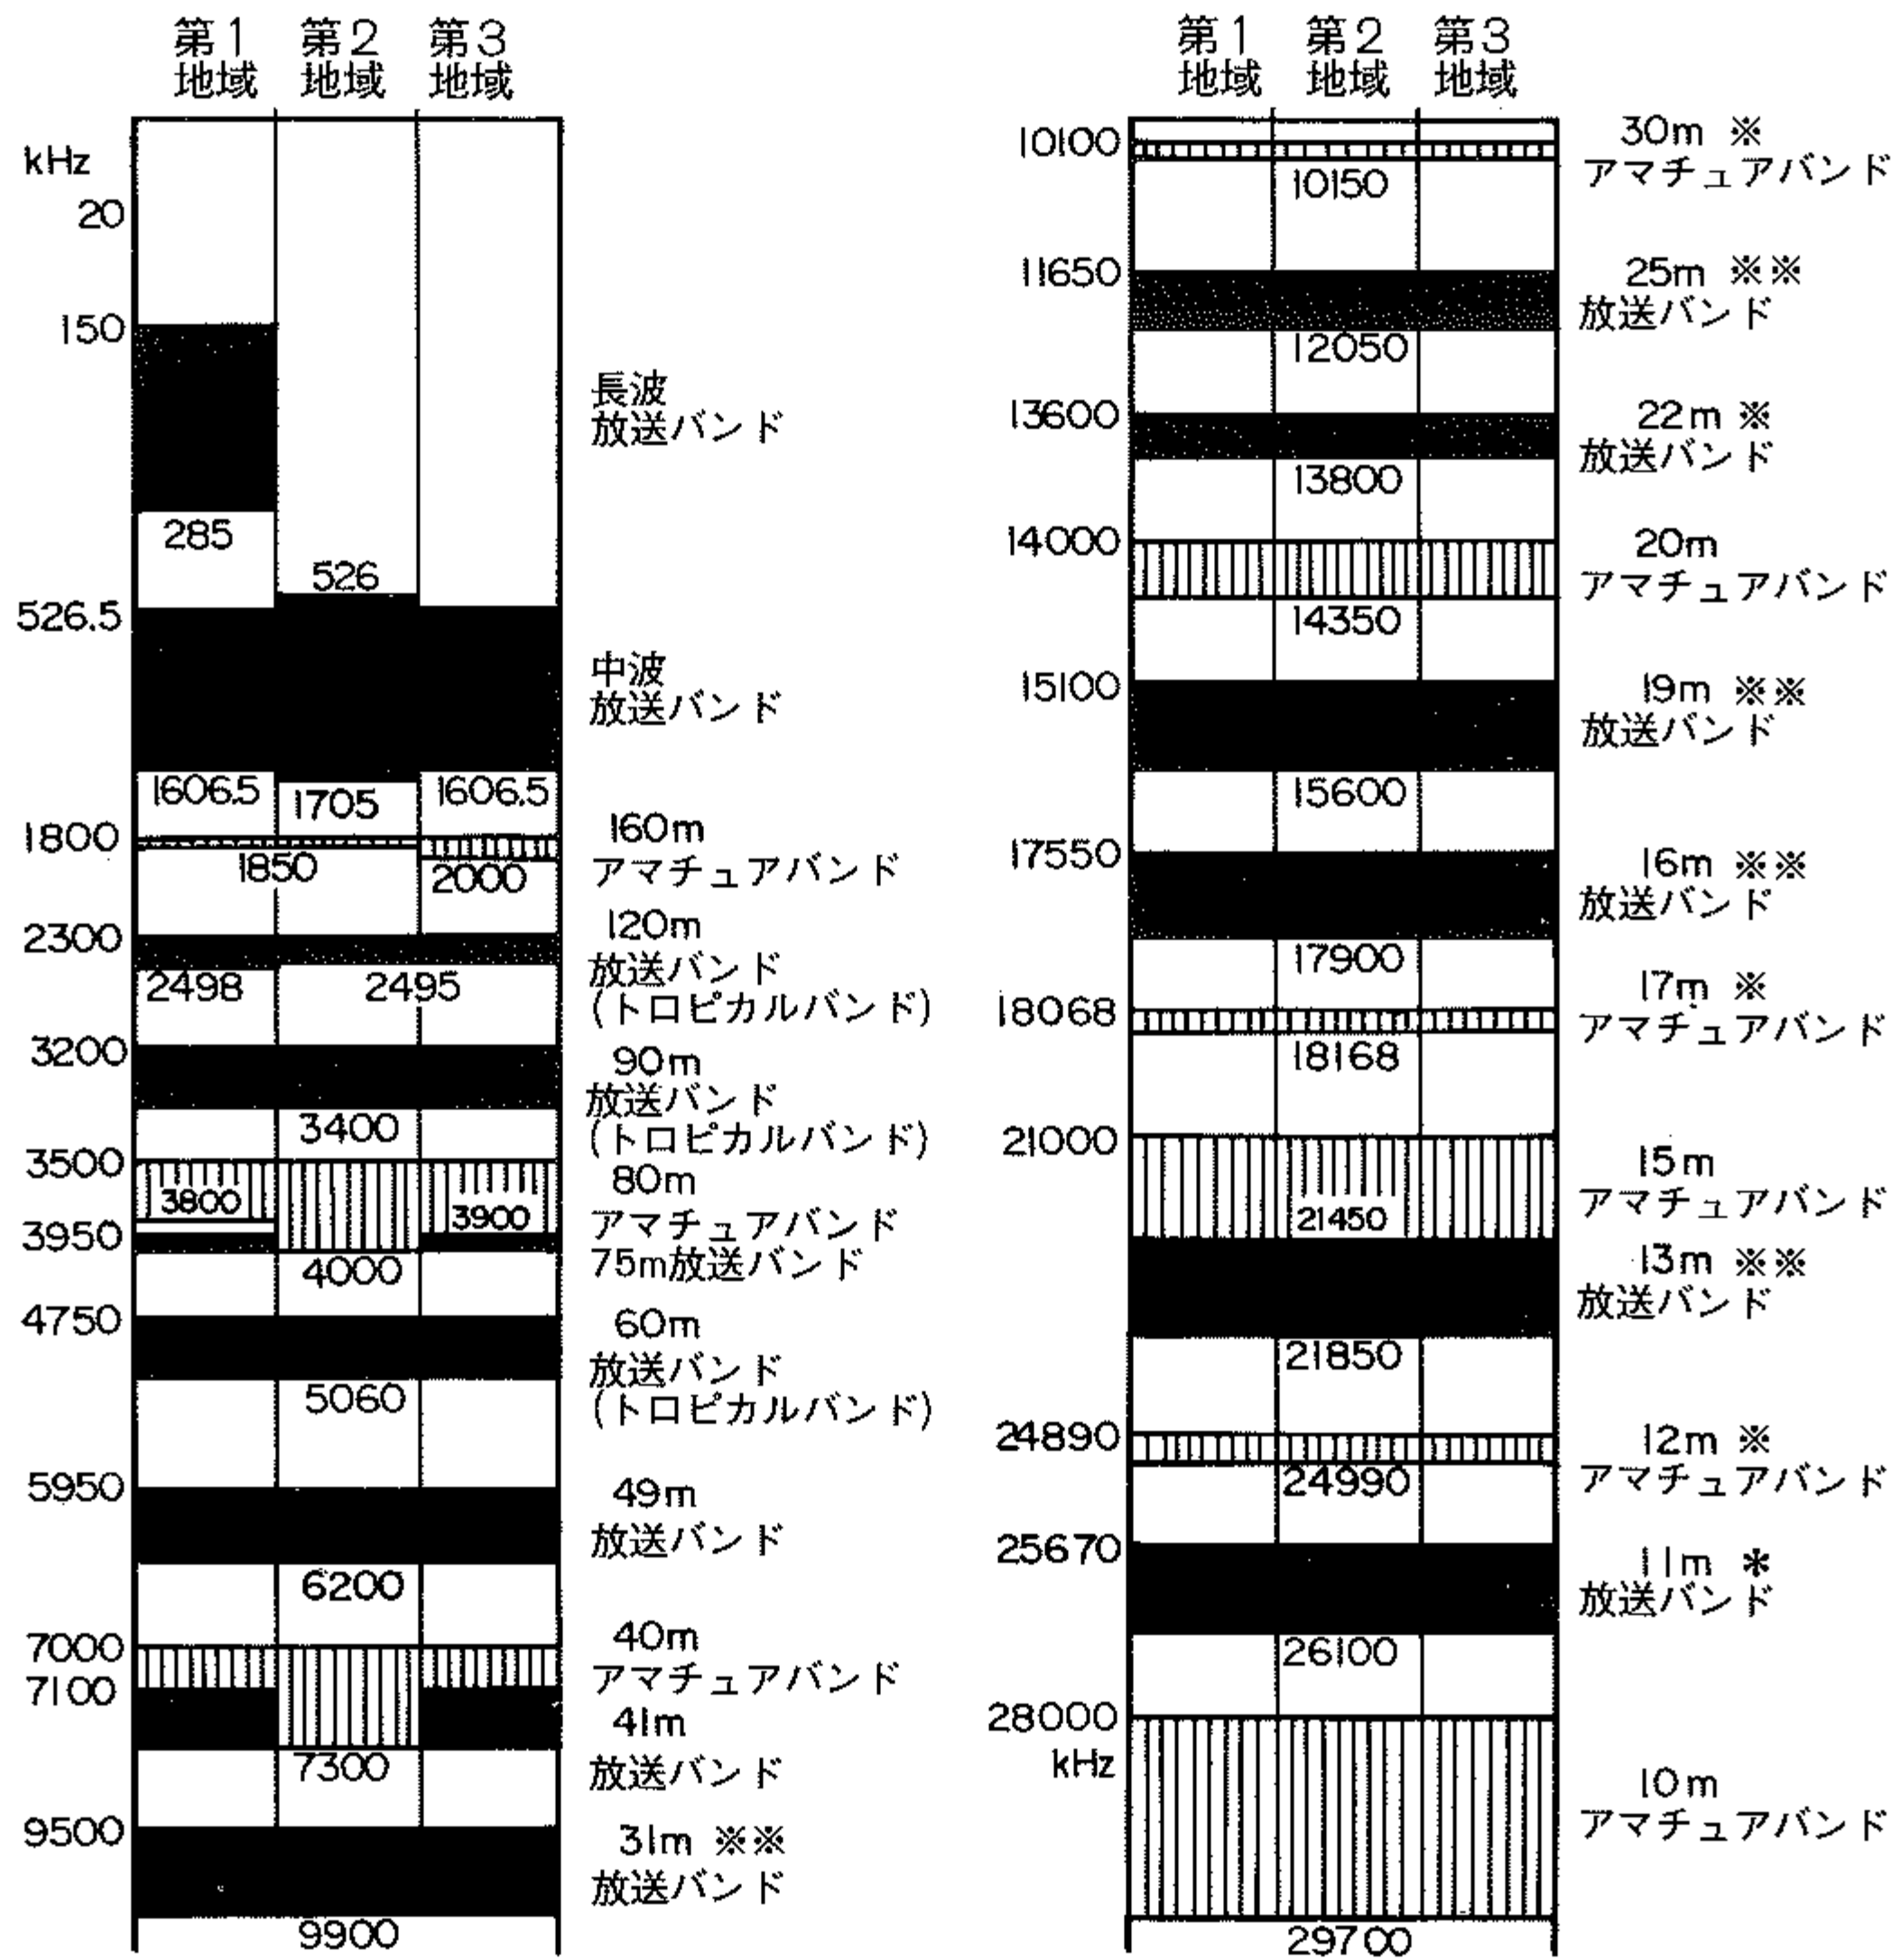 第1 第2 第3
地域 地域 地域
kHz
20
150
長波
放送バンド
285
526
526.5
中波
放送バンド
1606.5 1705 1606.5
1800
160m
アマチュアバンド
1850 2000
2300
120m
放送バンド
(トロピカルバンド)
2498 2495
3200
90m
放送バンド
(トロピカルバンド)
3400
3500
80m
アマチュアバンド
3800 3900
3950
75m放送バンド
4000
4750
60m
放送バンド
(トロピカルバンド)
5060
5950
49m
放送バンド
6200
7000
40m
アマチュアバンド
7100
41m
放送バンド
7300
9500
31m ※※
放送バンド
9900
第1 第2 第3
地域 地域 地域
10100
30m ※
アマチュアバンド
10150
11650
25m ※※
放送バンド
12050
13600
22m ※
放送バンド
13800
14000
20m
アマチュアバンド
14350
15100
19m ※※
放送バンド
15600
17550
16m ※※
放送バンド
17900
18068
17m ※
アマチュアバンド
18168
21000
15m
アマチュアバンド
21450
13m ※※
放送バンド
21850
24890
12m ※
アマチュアバンド
24990
25670
11m *
放送バンド
26100
28000
kHz
10m
アマチュアバンド
29700